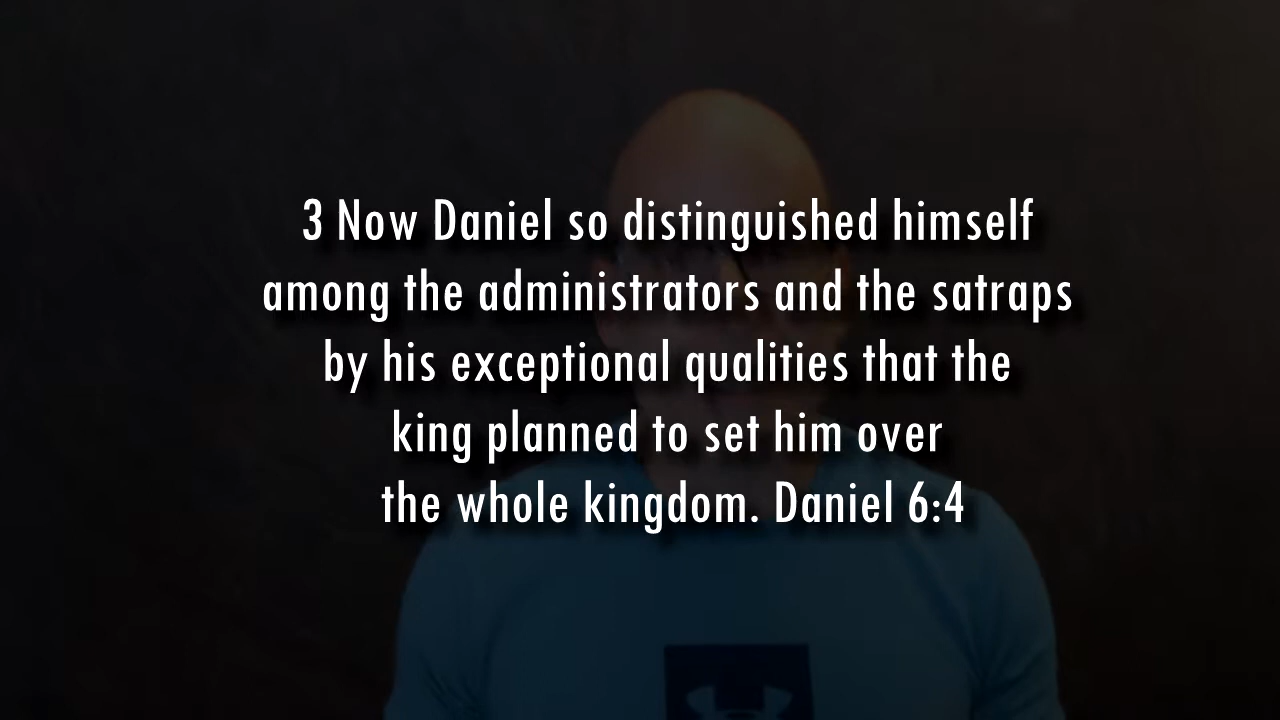 3 Now Daniel so distinguished himself
among the administrators and the satraps
by his exceptional qualities that the
king planned to set him over
the whole kingdom. Daniel 6:4